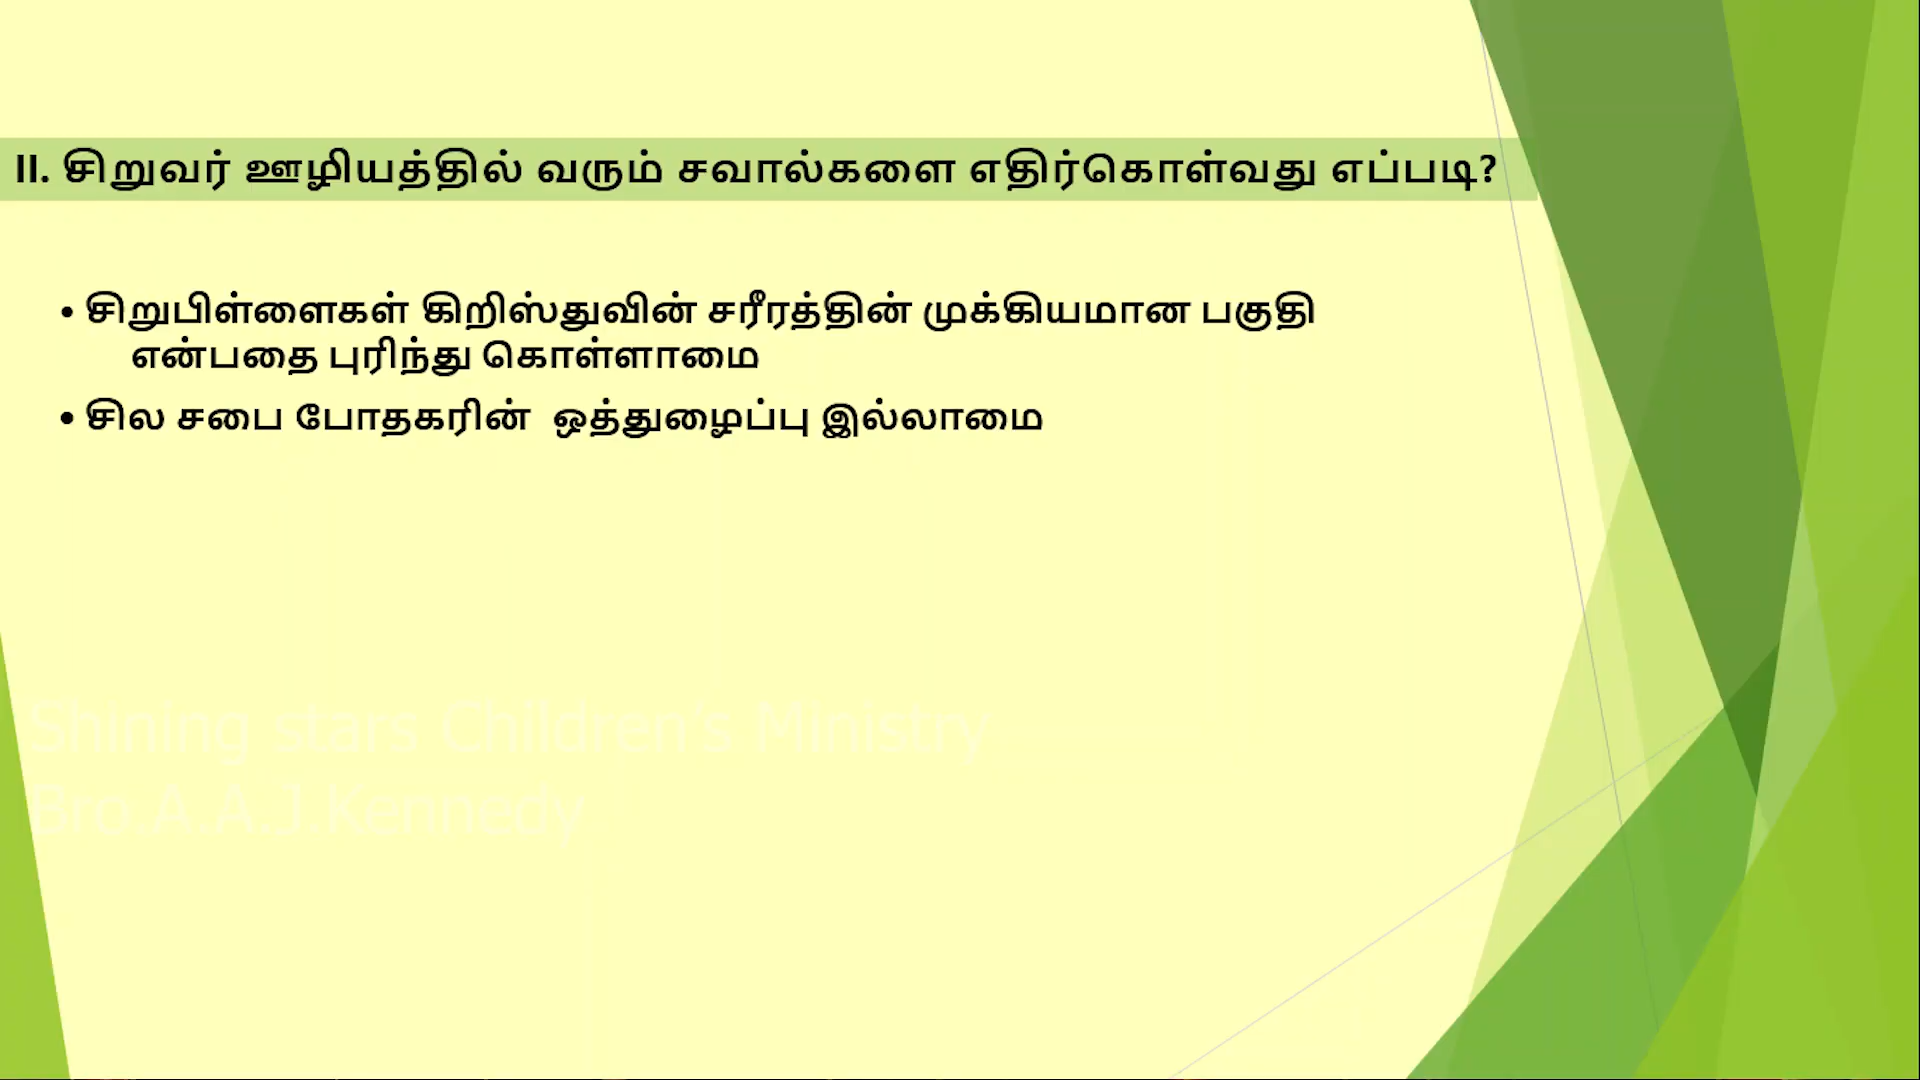 II. சிறுவர் ஊழியத்தில் வரும் சவால்களை எதிர்கொள்வது எப்படி?
• சிறுபிள்ளைகள் கிறிஸ்துவின் சரீரத்தின் முக்கியமான பகுதி
என்பதை புரிந்து கொள்ளாமை
• சில சபை போதகரின் ஒத்துழைப்பு இல்லாமை
Shining stars Children's Ministry
Bro.A.A.J.Kennedy